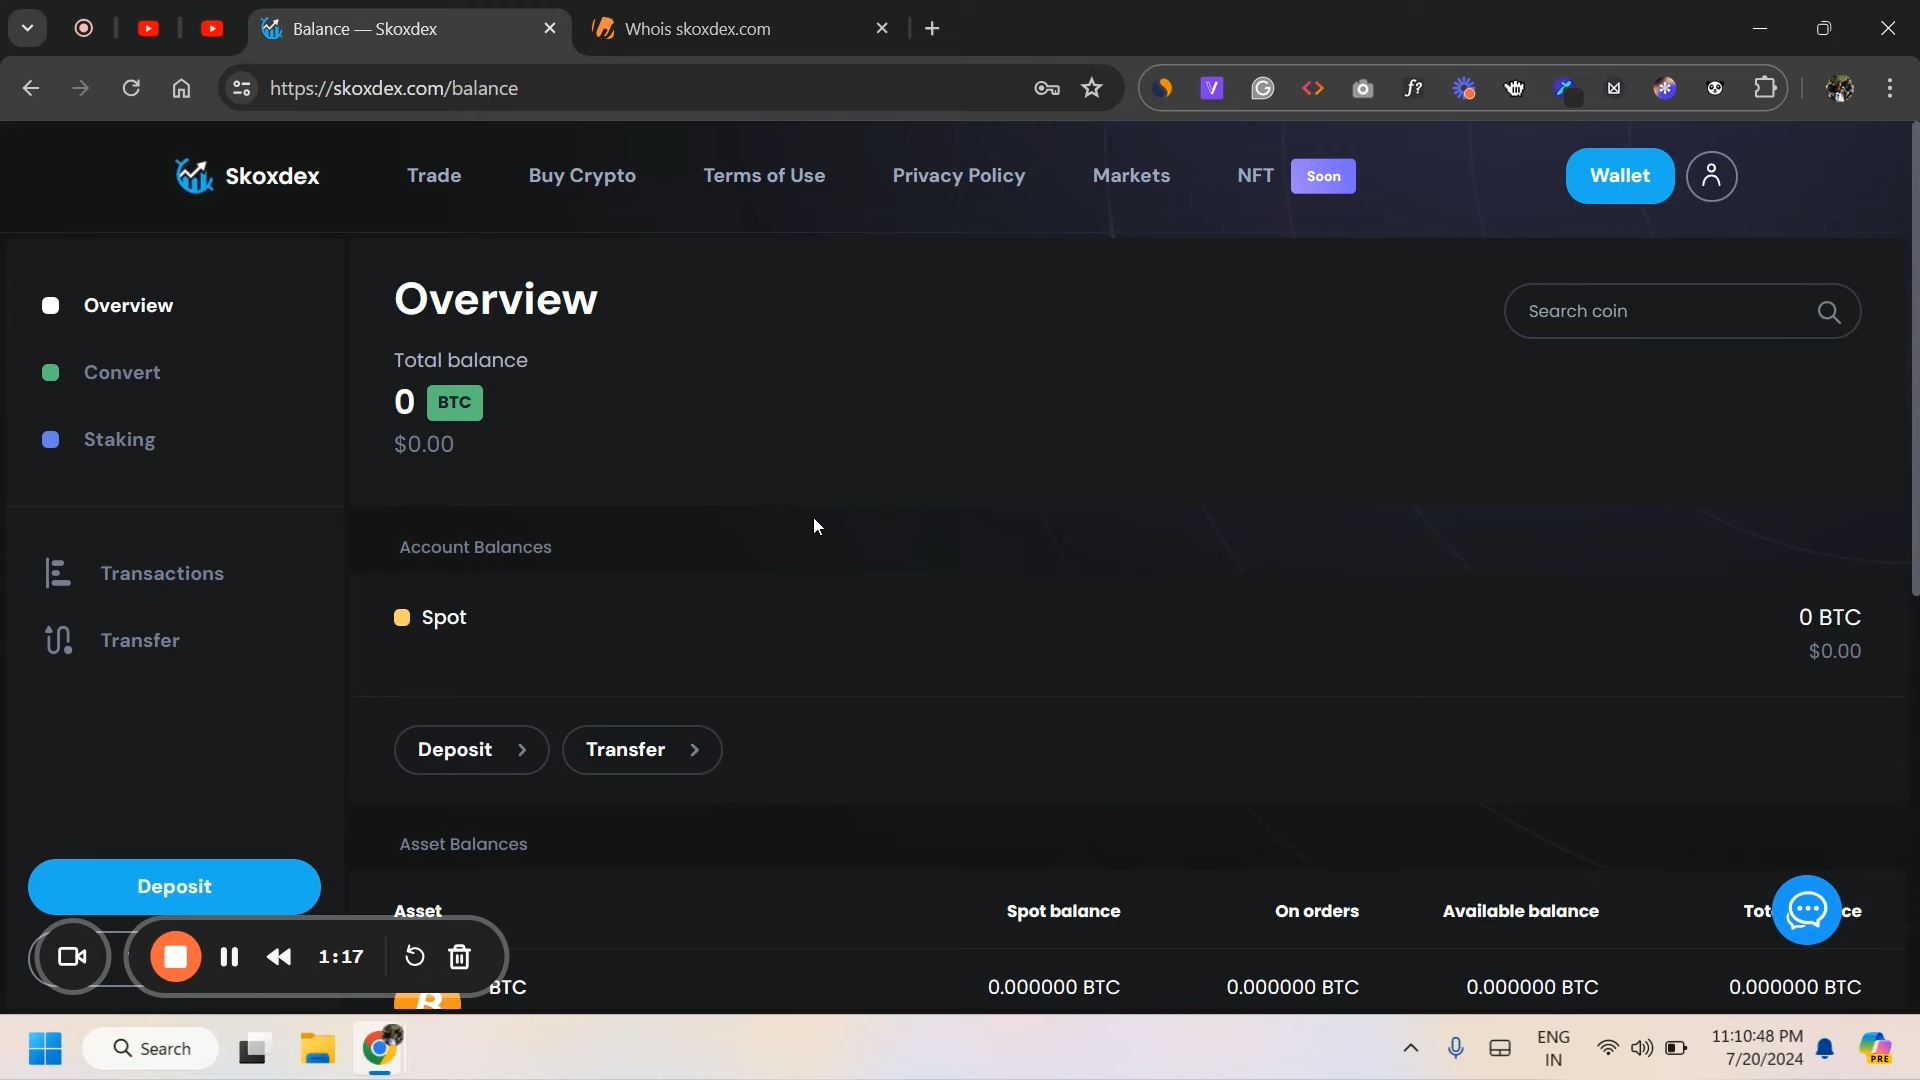 Balance — Skoxdex
Whois skoxdex.com
https://skoxdex.com/balance
Skoxdex
Trade
Buy Crypto
Terms of Use
Privacy Policy
Markets
NFT
Soon
Wallet
Overview
Convert
Staking
Transactions
Transfer
Deposit
Overview
Search coin
Total balance
0 BTC
$0.00
Account Balances
Spot
0 BTC
$0.00
Deposit
Transfer
Asset Balances
Asset
Spot balance
On orders
Available balance
BTC
0.000000 BTC
0.000000 BTC
0.000000 BTC
0.000000 BTC
1:17
Search
ENG
IN
11:10:48 PM
7/20/2024
PRE